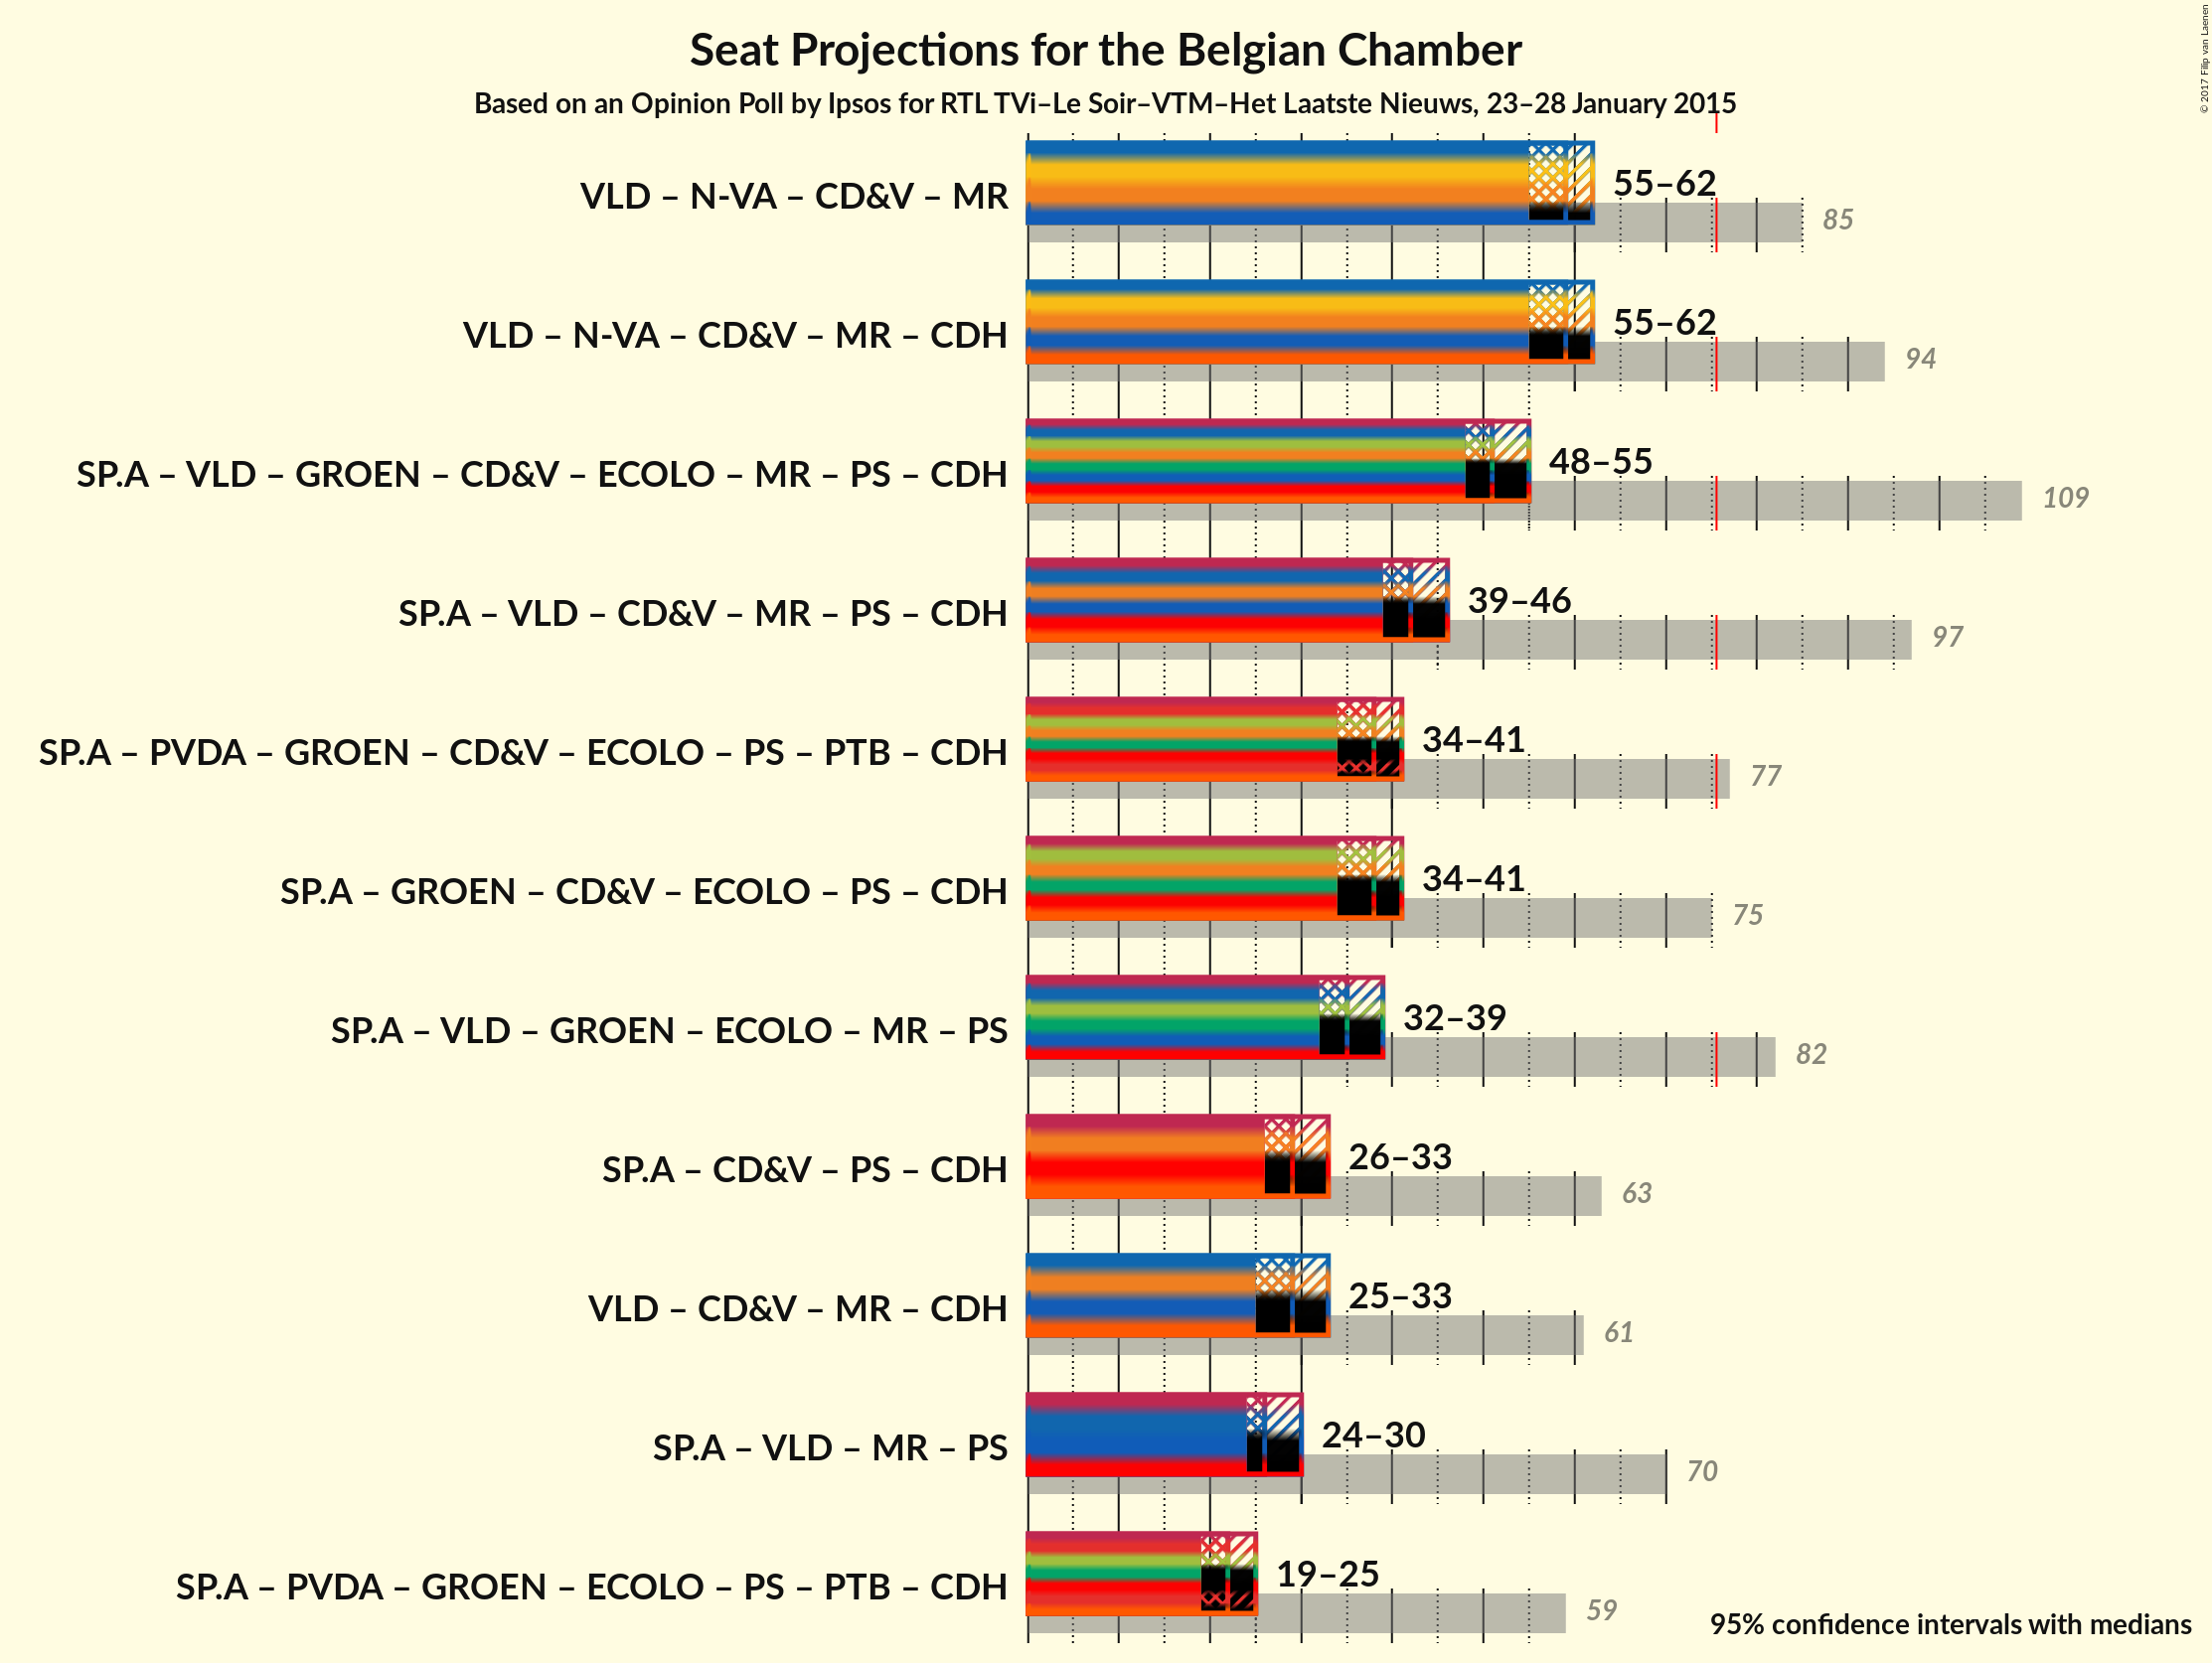 Seat Projections for the Belgian Chamber
Based on an Opinion Poll by Ipsos for RTL TVi–Le Soir–VTM–Het Laatste Nieuws, 23–28 January 2015
© 2017 Filip van Laenen
VLD – N-VA – CD&V – MR
55–62
85
VLD – N-VA – CD&V – MR – CDH
55–62
94
SP.A – VLD – GROEN – CD&V – ECOLO – MR – PS – CDH
48–55
109
SP.A – VLD – CD&V – MR – PS – CDH
39–46
97
SP.A – PVDA – GROEN – CD&V – ECOLO – PS – PTB – CDH
34–41
77
SP.A – GROEN – CD&V – ECOLO – PS – CDH
34–41
75
SP.A – VLD – GROEN – ECOLO – MR – PS
32–39
82
SP.A – CD&V – PS – CDH
26–33
63
VLD – CD&V – MR – CDH
25–33
61
SP.A – VLD – MR – PS
24–30
70
SP.A – PVDA – GROEN – ECOLO – PS – PTB – CDH
19–25
59
95% confidence intervals with medians